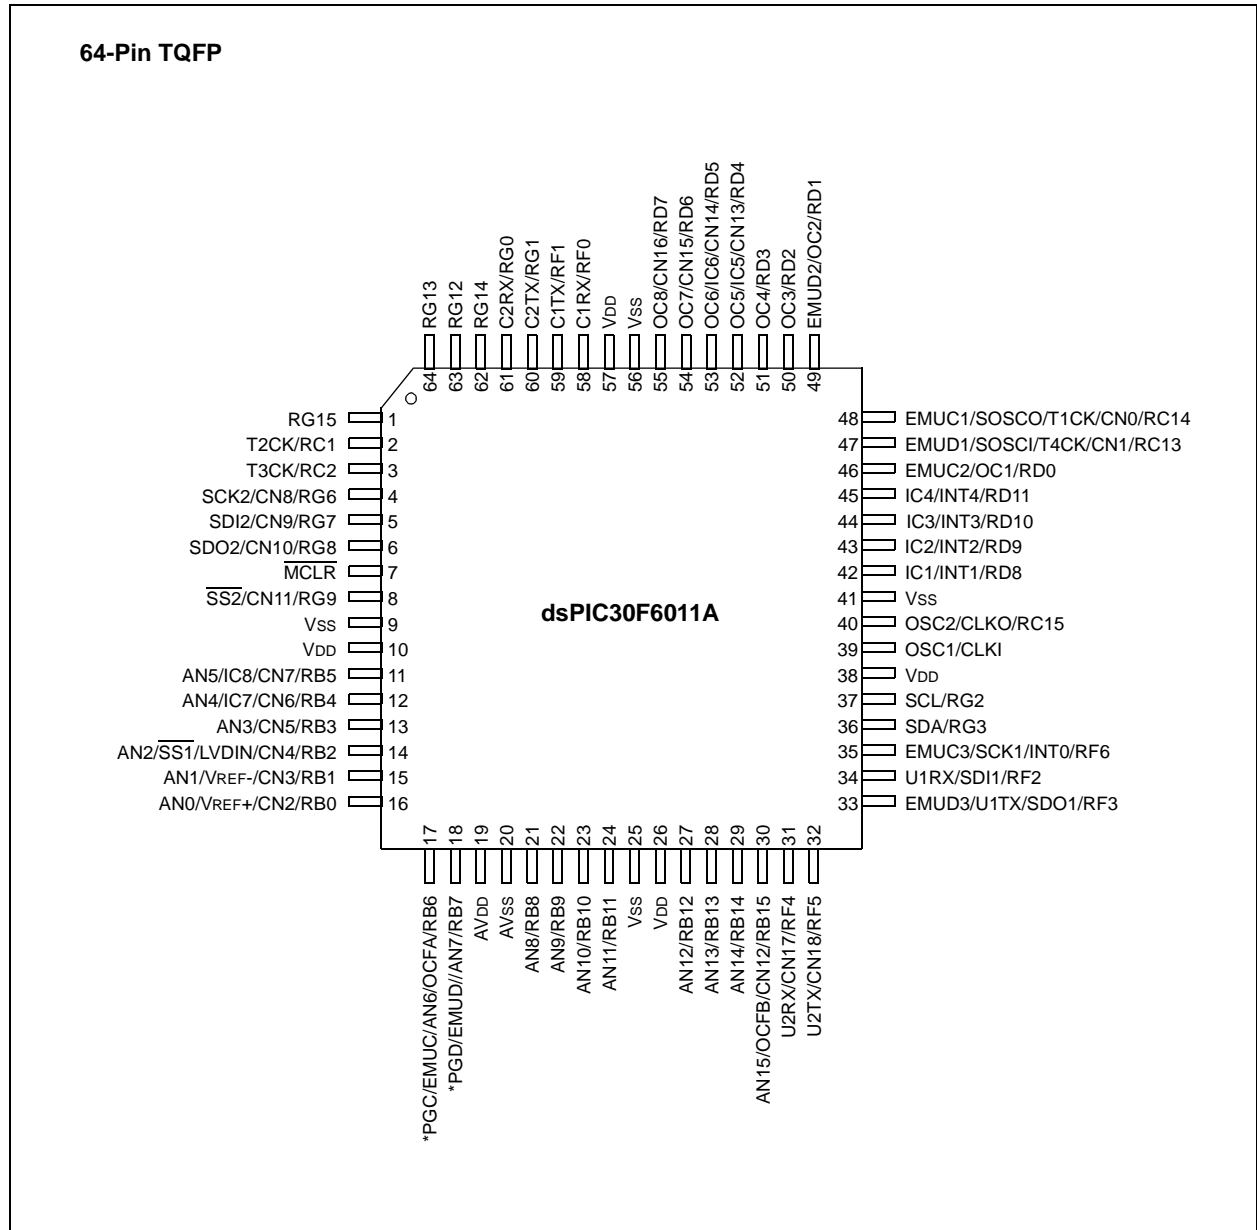 64-Pin TQFP
RG13
RG12
RG14
C2RX/RG0
C2TX/RG1
C1TX/RF1
C1RX/RF0
VDD
VSS
OC8/CN16/RD7
OC7/CN15/RD6
OC6/IC6/CN14/RD5
OC5/IC5/CN13/RD4
OC4/RD3
OC3/RD2
EMUD2/OC2/RD1
64
63
62
61
60
59
58
57
56
55
54
53
52
51
50
49
RG15 1
T2CK/RC1 2
T3CK/RC2 3
SCK2/CN8/RG6 4
SDI2/CN9/RG7 5
SDO2/CN10/RG8 6
MCLR 7
SS2/CN11/RG9 8
VSS 9
VDD 10
AN5/IC8/CN7/RB5 11
AN4/IC7/CN6/RB4 12
AN3/CN5/RB3 13
AN2/SS1/LVDIN/CN4/RB2 14
AN1/VREF-/CN3/RB1 15
AN0/VREF+/CN2/RB0 16
dsPIC30F6011A
48 EMUC1/SOSCO/T1CK/CN0/RC14
47 EMUD1/SOSCI/T4CK/CN1/RC13
46 EMUC2/OC1/RD0
45 IC4/INT4/RD11
44 IC3/INT3/RD10
43 IC2/INT2/RD9
42 IC1/INT1/RD8
41 VSS
40 OSC2/CLKO/RC15
39 OSC1/CLKI
38 VDD
37 SCL/RG2
36 SDA/RG3
35 EMUC3/SCK1/INT0/RF6
34 U1RX/SDI1/RF2
33 EMUD3/U1TX/SDO1/RF3
17
18
19
20
21
22
23
24
25
26
27
28
29
30
31
32
*PGC/EMUC/AN6/OCFA/RB6
*PGD/EMUD//AN7/RB7
AVDD
AVSS
AN8/RB8
AN9/RB9
AN10/RB10
AN11/RB11
VSS
VDD
AN12/RB12
AN13/RB13
AN14/RB14
AN15/OCFB/CN12/RB15
U2RX/CN17/RF4
U2TX/CN18/RF5